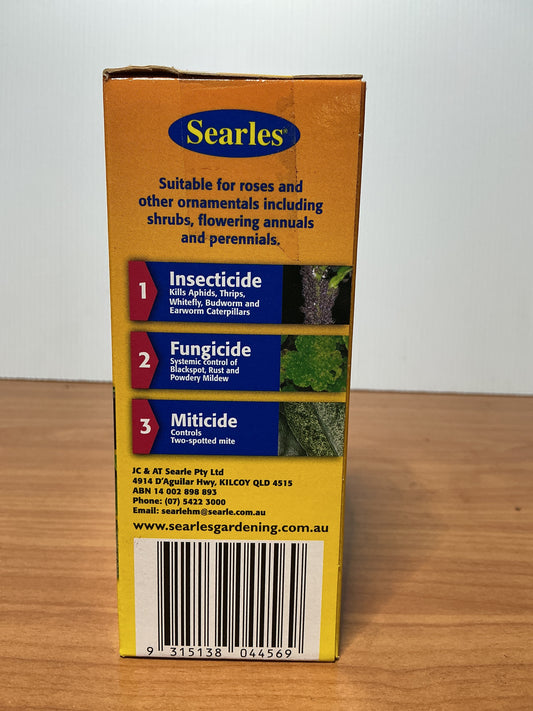 Searles®
Suitable for roses and
other ornamentals including
shrubs, flowering annuals
and perennials.
1
Insecticide
Kills Aphids, Thrips,
Whitefly, Budworm and
Earworm Caterpillars
2
Fungicide
Systemic control of
Blackspot, Rust and
Powdery Mildew
3
Miticide
Controls
Two-spotted mite
JC & AT Searle Pty Ltd
4914 D'Aguilar Hwy, KILCOY QLD 4515
ABN 14 002 898 893
Phone: (07) 5422 3000
Email: searlehm@searle.com.au
www.searlesgardening.com.au
9 315138 044569